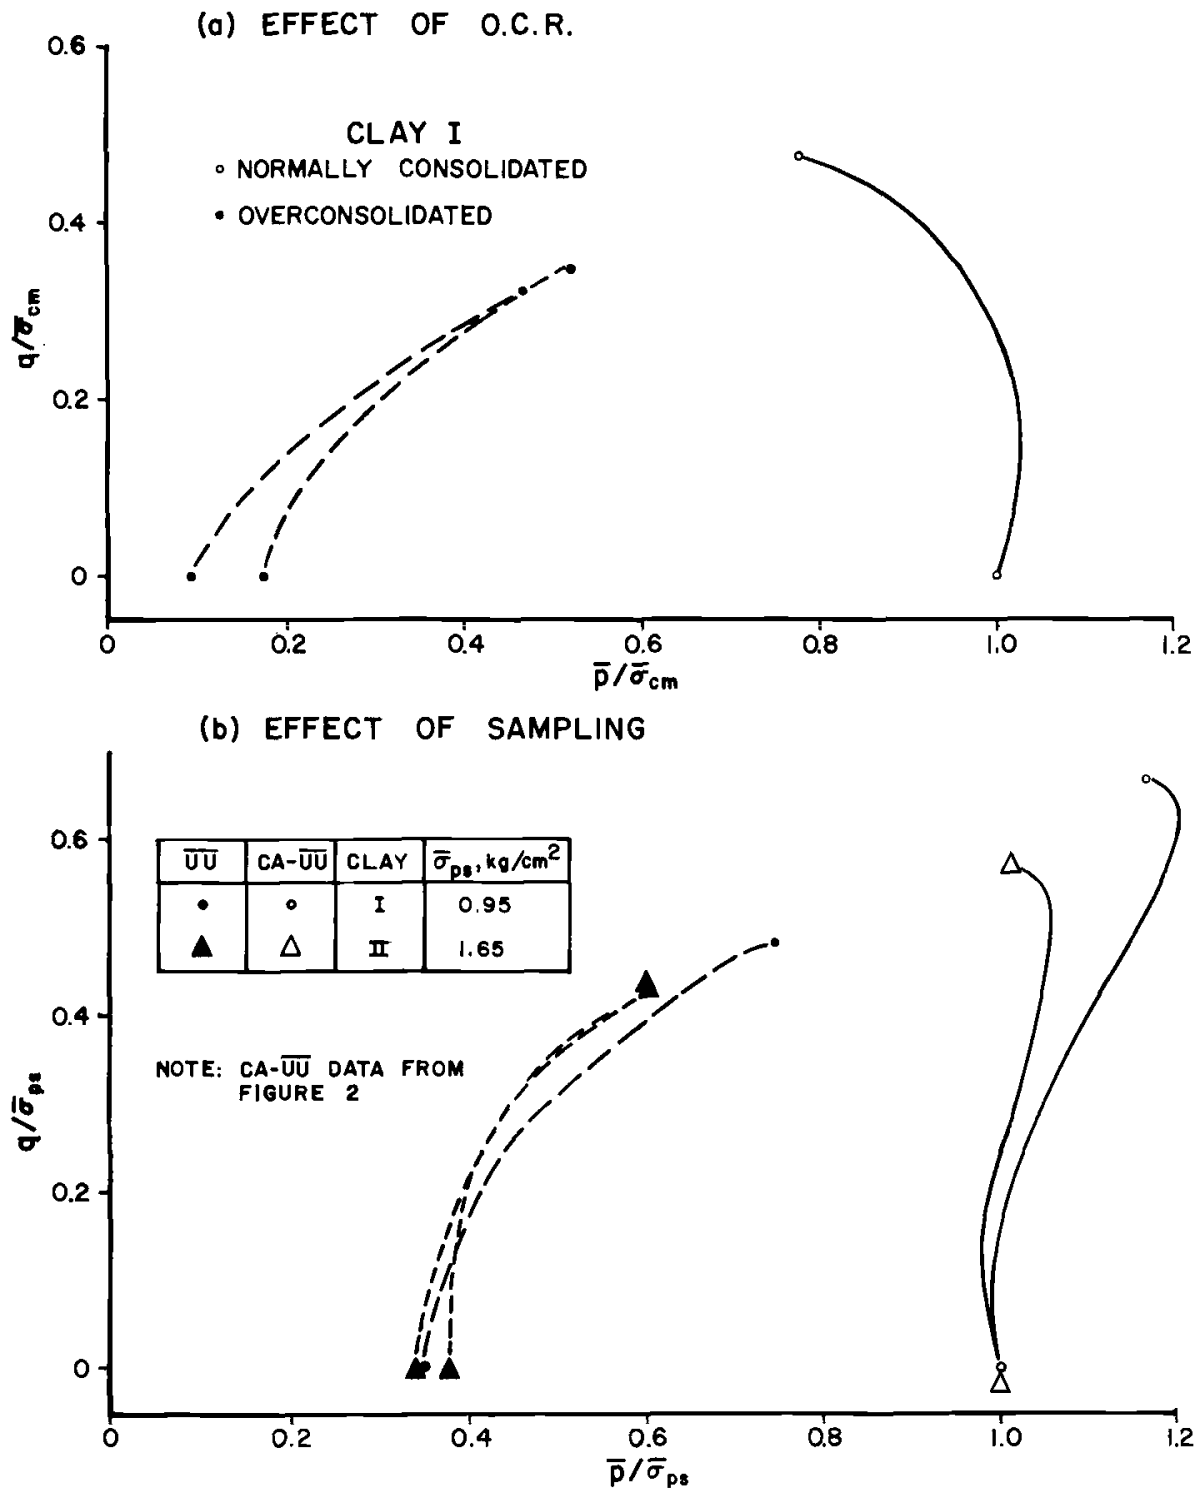 (a) EFFECT OF O.C.R.
0.6
CLAY I
○ NORMALLY CONSOLIDATED
● OVERCONSOLIDATED
0.4
q/σ̅cm
0.2
0
0 0.2 0.4 0.6 0.8 1.0 1.2
p̅/σ̅cm
(b) EFFECT OF SAMPLING
0.6
U̅U̅ CA-U̅U̅ CLAY σ̅ps, kg/cm²
● ○ I 0.95
▲ △ II 1.65
0.4
NOTE: CA-U̅U̅ DATA FROM
FIGURE 2
q/σ̅ps
0.2
0
0 0.2 0.4 0.6 0.8 1.0 1.2
p̅/σ̅ps